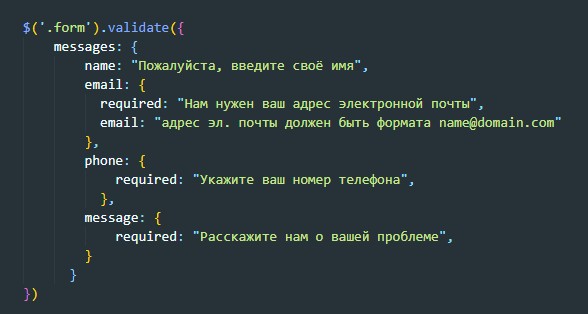 $('.form').validate({
messages: {
name: "Пожалуйста, введите своё имя",
email: {
required: "Нам нужен ваш адрес электронной почты",
email: "адрес эл. почты должен быть формата name@domain.com"
},
phone: {
required: "Укажите ваш номер телефона",
},
message: {
required: "Расскажите нам о вашей проблеме",
}
}
})